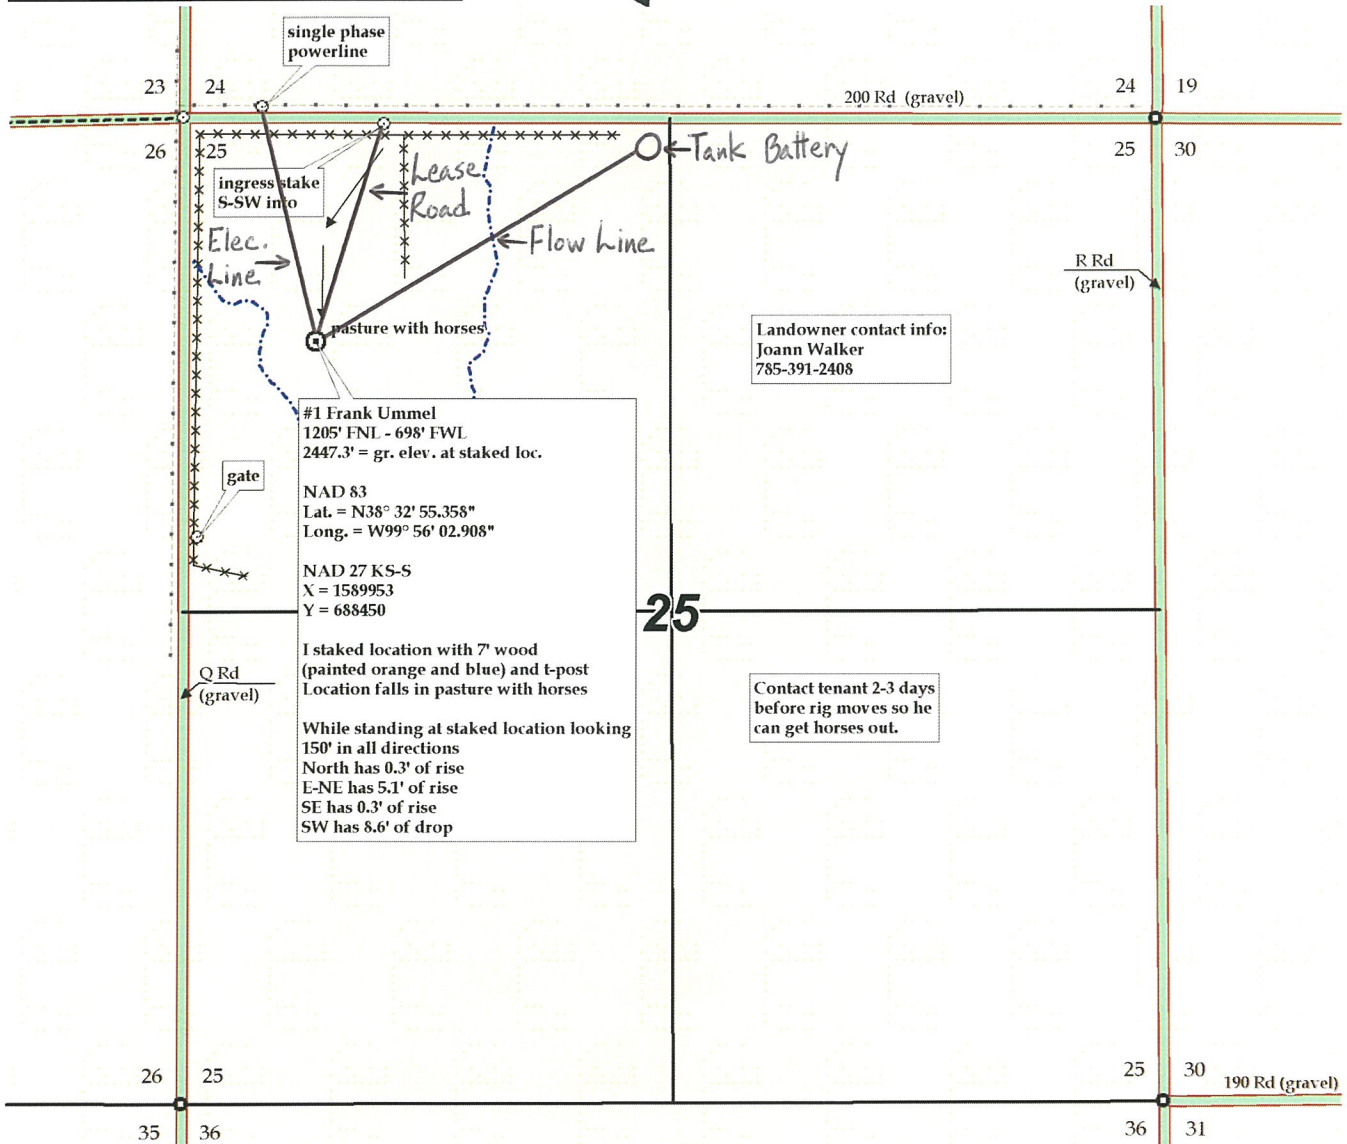 single phase
powerline
23
24
24
19
200 Rd (gravel)
26
25
25
30
Tank Battery
ingress stake
S-SW into
Lease
Road
Elec.
Line
Flow Line
R Rd
(gravel)
pasture with horses
Landowner contact info:
Joann Walker
785-391-2408
#1 Frank Ummel
1205' FNL - 698' FWL
2447.3' = gr. elev. at staked loc.
NAD 83
Lat. = N38° 32' 55.358"
Long. = W99° 56' 02.908"
NAD 27 KS-S
X = 1589953
Y = 688450
I staked location with 7' wood
(painted orange and blue) and t-post
Location falls in pasture with horses
While standing at staked location looking
150' in all directions
North has 0.3' of rise
E-NE has 5.1' of rise
SE has 0.3' of rise
SW has 8.6' of drop
gate
25
Q Rd
(gravel)
Contact tenant 2-3 days
before rig moves so he
can get horses out.
26
25
25
30
190 Rd (gravel)
35
36
36
31